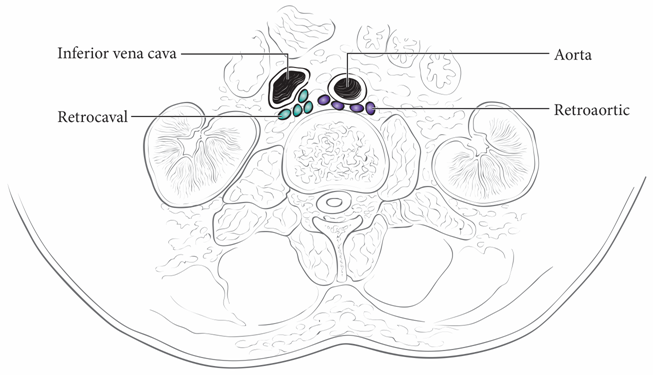 Inferior vena cava
Aorta
Retrocaval
Retroaortic